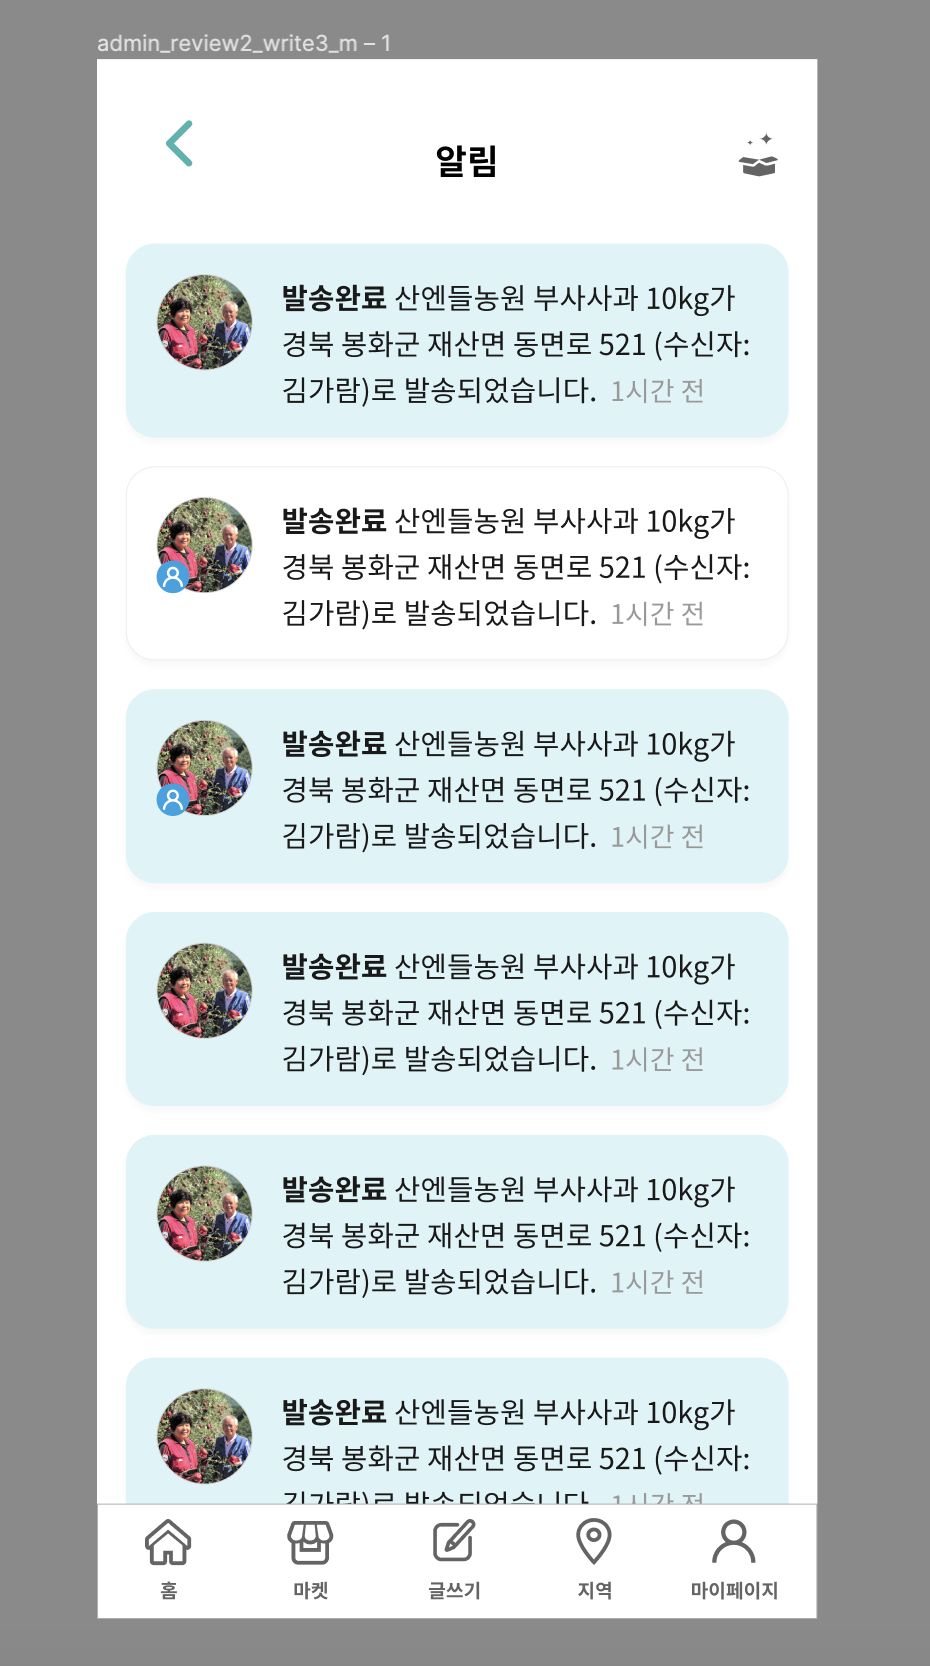 admin_review2_write3_m – 1
알림
발송완료 산엔들농원 부사사과 10kg가
경북 봉화군 재산면 동면로 521 (수신자:
김가람)로 발송되었습니다. 1시간 전
발송완료 산엔들농원 부사사과 10kg가
경북 봉화군 재산면 동면로 521 (수신자:
김가람)로 발송되었습니다. 1시간 전
발송완료 산엔들농원 부사사과 10kg가
경북 봉화군 재산면 동면로 521 (수신자:
김가람)로 발송되었습니다. 1시간 전
발송완료 산엔들농원 부사사과 10kg가
경북 봉화군 재산면 동면로 521 (수신자:
김가람)로 발송되었습니다. 1시간 전
발송완료 산엔들농원 부사사과 10kg가
경북 봉화군 재산면 동면로 521 (수신자:
김가람)로 발송되었습니다. 1시간 전
발송완료 산엔들농원 부사사과 10kg가
경북 봉화군 재산면 동면로 521 (수신자:
김가람)로 발송되었습니다. 1시간 전
홈 마켓 글쓰기 지역 마이페이지